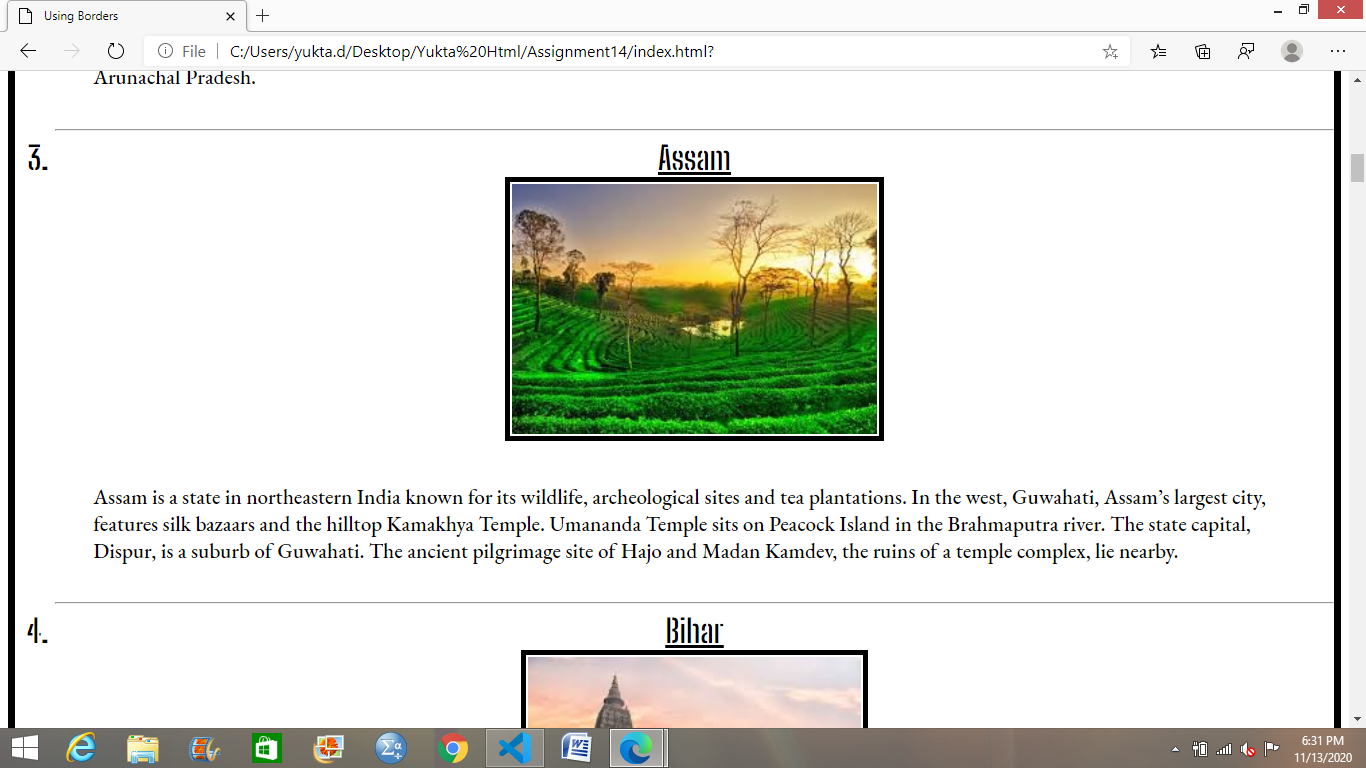 Using Borders
File
C:/Users/yukta.d/Desktop/Yukta%20Html/Assignment14/index.html?
Arunachal Pradesh.
3.
Assam
Assam is a state in northeastern India known for its wildlife, archeological sites and tea plantations. In the west, Guwahati, Assam’s largest city,
features silk bazaars and the hilltop Kamakhya Temple. Umananda Temple sits on Peacock Island in the Brahmaputra river. The state capital,
Dispur, is a suburb of Guwahati. The ancient pilgrimage site of Hajo and Madan Kamdev, the ruins of a temple complex, lie nearby.
4.
Bihar
6:31 PM
11/13/2020